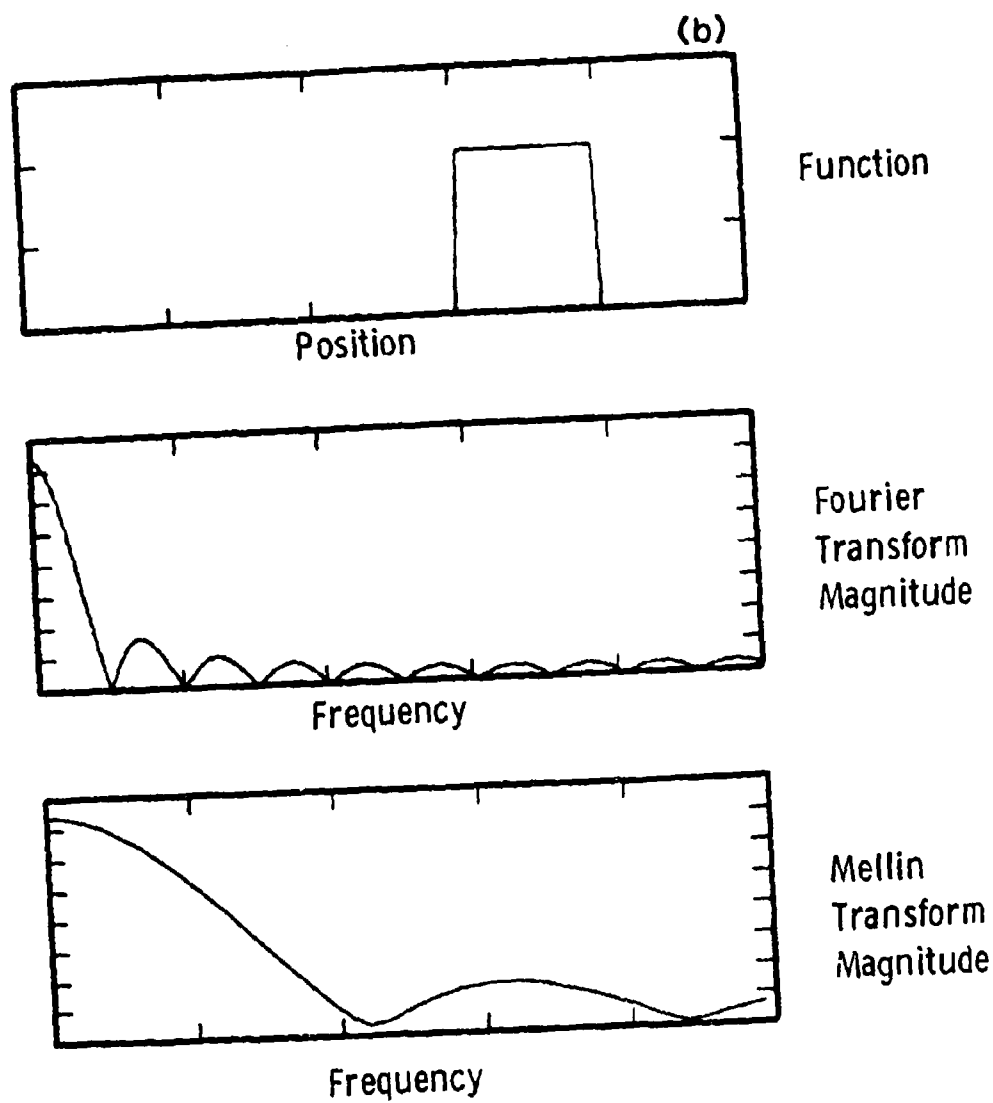 (b)
Function
Position
Fourier
Transform
Magnitude
Frequency
Mellin
Transform
Magnitude
Frequency